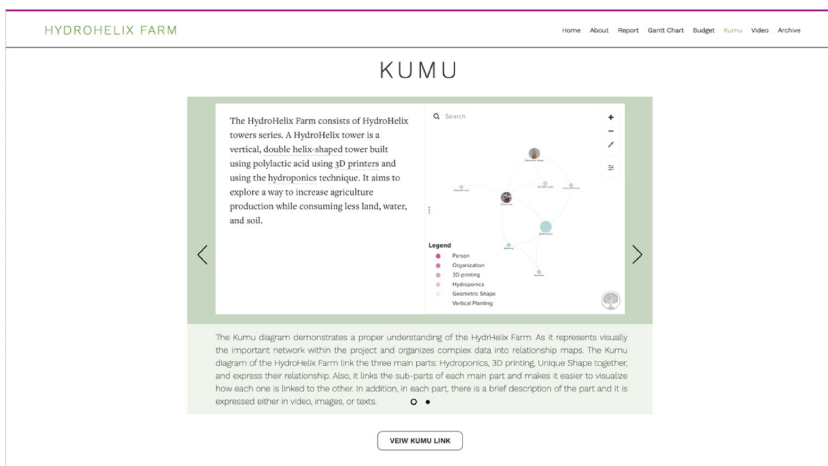 HYDROHELIX FARM
Home About Report Gantt Chart Budget Kumu Video Archive
KUMU
The HydroHelix Farm consists of HydroHelix
towers series. A HydroHelix tower is a
vertical, double helix-shaped tower built
using polylactic acid using 3D printers and
using the hydroponics technique. It aims to
explore a way to increase agriculture
production while consuming less land, water,
and soil.
Search
Legend
Person
Organization
3D printing
Hydroponics
Geometric Shape
Vertical Planting
The Kumu diagram demonstrates a proper understanding of the HydrHelix Farm. As it represents visually
the important network within the project and organizes complex data into relationship maps. The Kumu
diagram of the HydroHelix Farm link the three main parts: Hydroponics, 3D printing, Unique Shape together,
and express their relationship. Also, it links the sub-parts of each main part and makes it easier to visualize
how each one is linked to the other. In addition, in each part, there is a brief description of the part and it is
expressed either in video, images, or texts.
VEIW KUMU LINK